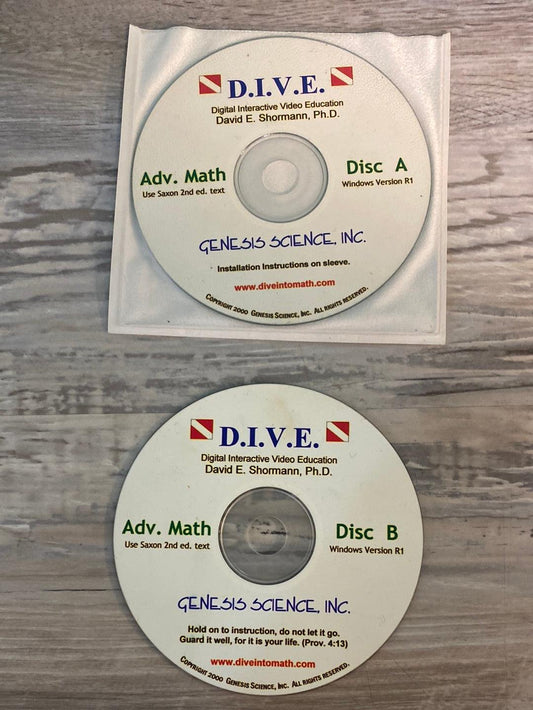 D.I.V.E.
Digital Interactive Video Education
David E. Shormann, Ph.D.
Adv. Math
Use Saxon 2nd ed. text
Disc A
Windows Version R1
GENESIS SCIENCE, INC.
Installation Instructions on sleeve.
www.diveintomath.com
COPYRIGHT 2000 GENESIS SCIENCE, INC. ALL RIGHTS RESERVED.
D.I.V.E.
Digital Interactive Video Education
David E. Shormann, Ph.D.
Adv. Math
Use Saxon 2nd ed. text
Disc B
Windows Version R1
GENESIS SCIENCE, INC.
Hold on to instruction, do not let it go.
Guard it well, for it is your life. (Prov. 4:13)
www.diveintomath.com
COPYRIGHT 2000 GENESIS SCIENCE, INC. ALL RIGHTS RESERVED.